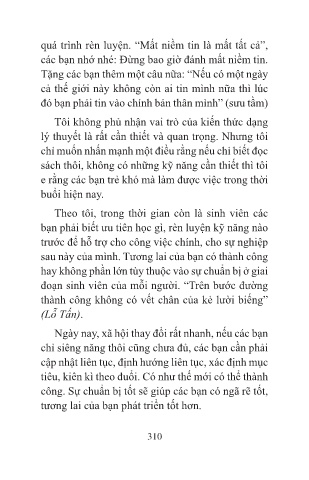 quá trình rèn luyện. “Mất niềm tin là mất tất cả”,
các bạn nhớ nhé: Đừng bao giờ đánh mất niềm tin.
Tặng các bạn thêm một câu nữa: “Nếu có một ngày
cả thế giới này không còn ai tin mình nữa thì lúc
đó bạn phải tin vào chính bản thân mình” (sưu tầm)
Tôi không phủ nhận vai trò của kiến thức dạng
lý thuyết là rất cần thiết và quan trọng. Nhưng tôi
chỉ muốn nhấn mạnh một điều rằng nếu chỉ biết đọc
sách thôi, không có những kỹ năng cần thiết thì tôi
e rằng các bạn trẻ khó mà làm được việc trong thời
buổi hiện nay.
Theo tôi, trong thời gian còn là sinh viên các
bạn phải biết ưu tiên học gì, rèn luyện kỹ năng nào
trước để hỗ trợ cho công việc chính, cho sự nghiệp
sau này của mình. Tương lai của bạn có thành công
hay không phần lớn tùy thuộc vào sự chuẩn bị ở giai
đoạn sinh viên của mỗi người. “Trên bước đường
thành công không có vết chân của kẻ lười biếng”
(Lỗ Tấn).
Ngày nay, xã hội thay đổi rất nhanh, nếu các bạn
chỉ siêng năng thôi cũng chưa đủ, các bạn cần phải
cập nhật liên tục, định hướng liên tục, xác định mục
tiêu, kiên kì theo đuổi. Có như thế mới có thể thành
công. Sự chuẩn bị tốt sẽ giúp các bạn có ngã rẽ tốt,
tương lai của bạn phát triển tốt hơn.
310